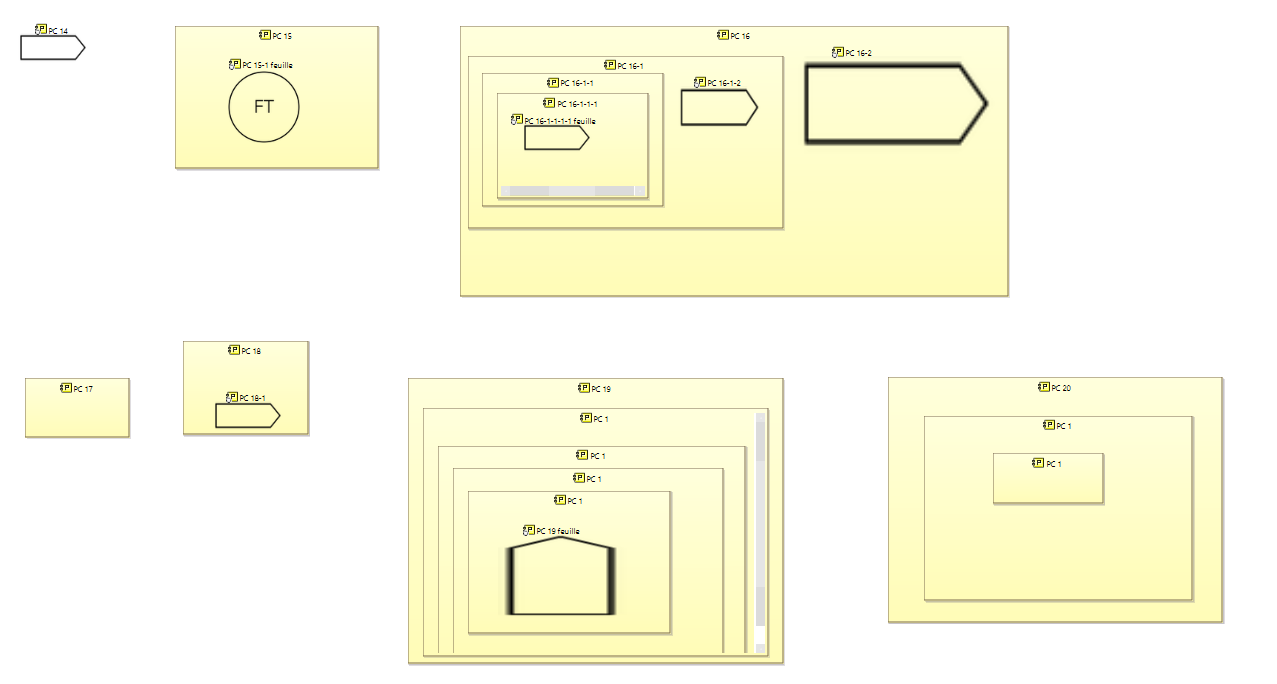 PC 14
PC 15
PC 15-1 feuille
FT
PC 16
PC 16-1
PC 16-1-1
PC 16-1-1-1
PC 16-1-1-1-1 feuille
PC 16-1-2
PC 16-2
PC 17
PC 18
PC 18-1
PC 19
PC 1
PC 1
PC 1
PC 1
PC 19 feuille
PC 20
PC 1
PC 1